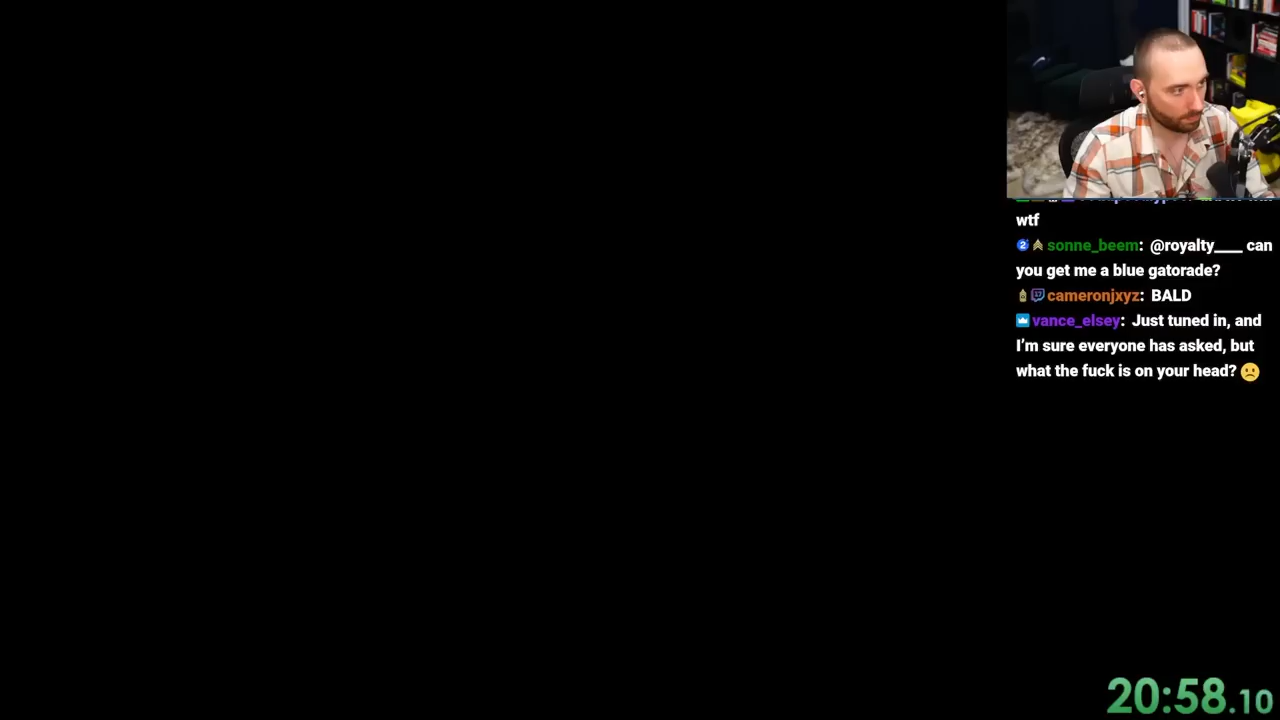 wtf
sonne_beem: @royalty____ can
you get me a blue gatorade?
cameronjxyz: BALD
vance_elsey: Just tuned in, and
I’m sure everyone has asked, but
what the fuck is on your head?
20:58.10